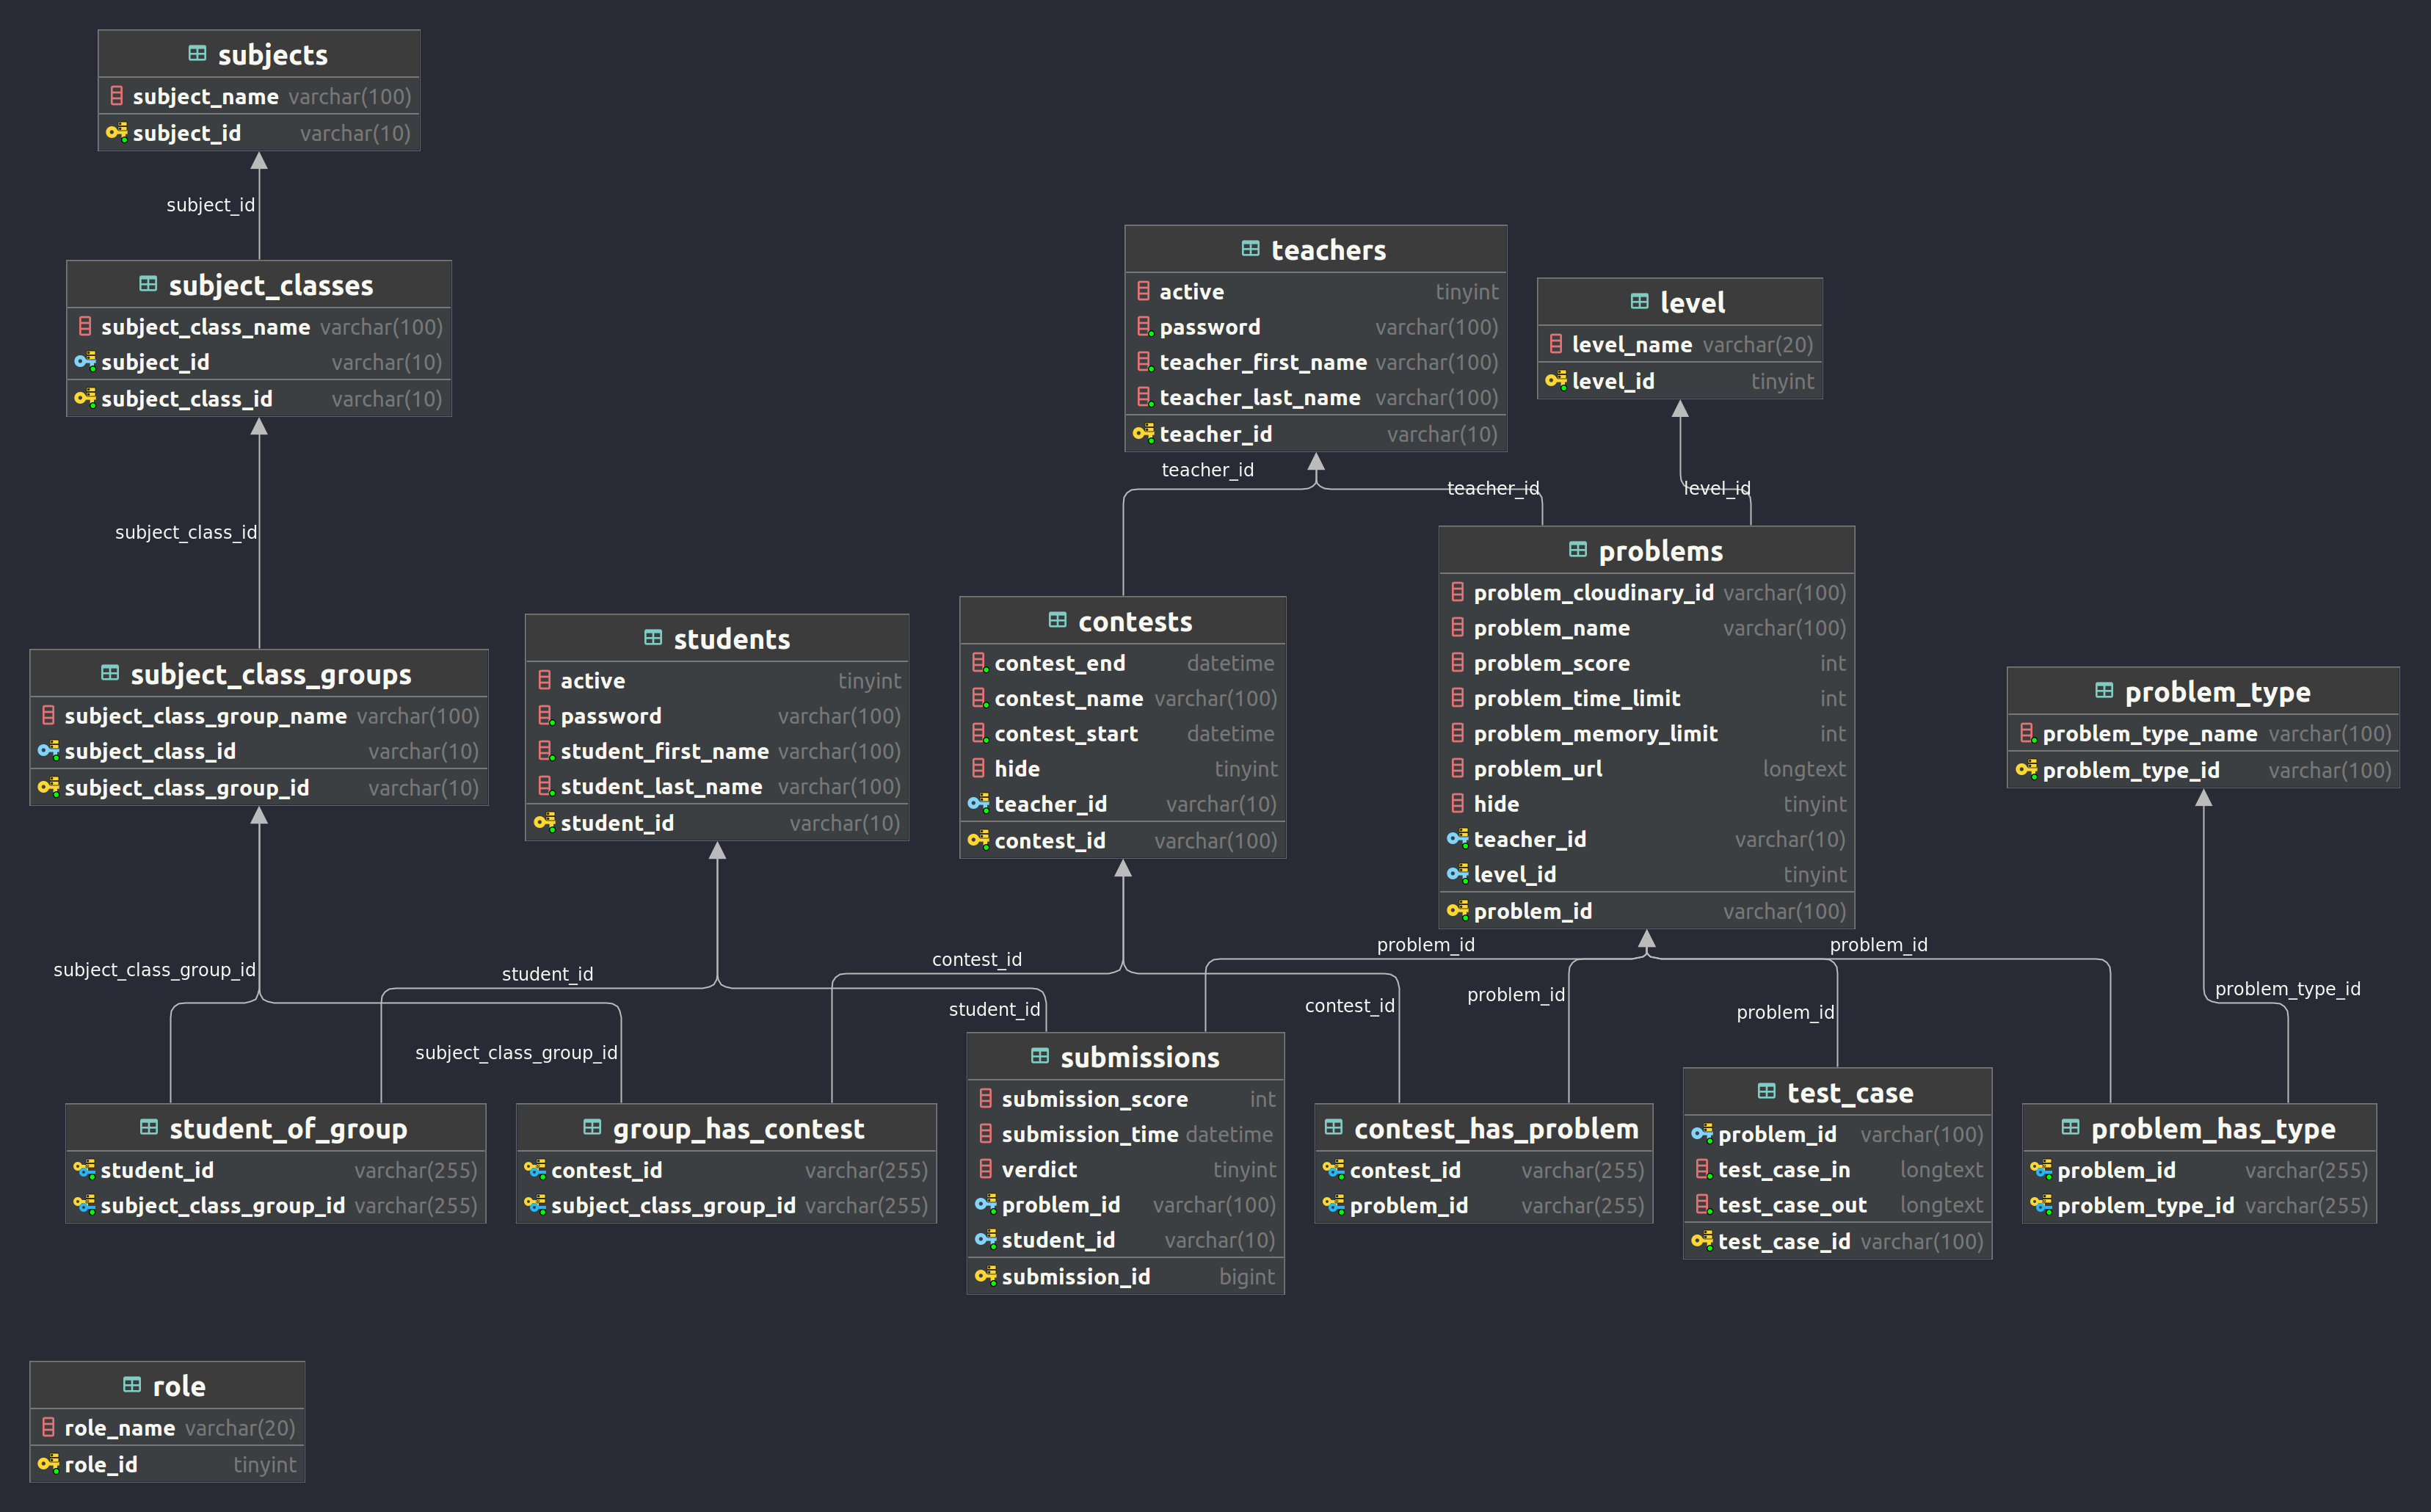 subjects
subject_name varchar(100)
subject_id varchar(10)
subject_id
subject_classes
subject_class_name varchar(100)
subject_id varchar(10)
subject_class_id varchar(10)
subject_class_id
subject_class_groups
subject_class_group_name varchar(100)
subject_class_id varchar(10)
subject_class_group_id varchar(10)
subject_class_group_id
subject_class_group_id
students
active tinyint
password varchar(100)
student_first_name varchar(100)
student_last_name varchar(100)
student_id varchar(10)
student_id
student_id
teachers
active tinyint
password varchar(100)
teacher_first_name varchar(100)
teacher_last_name varchar(100)
teacher_id varchar(10)
teacher_id
teacher_id
level
level_name varchar(20)
level_id tinyint
level_id
contests
contest_end datetime
contest_name varchar(100)
contest_start datetime
hide tinyint
teacher_id varchar(10)
contest_id varchar(100)
contest_id
contest_id
problems
problem_cloudinary_id varchar(100)
problem_name varchar(100)
problem_score int
problem_time_limit int
problem_memory_limit int
problem_url longtext
hide tinyint
teacher_id varchar(10)
level_id tinyint
problem_id varchar(100)
problem_id
problem_id
problem_id
problem_id
problem_type
problem_type_name varchar(100)
problem_type_id varchar(100)
problem_type_id
student_of_group
student_id varchar(255)
subject_class_group_id varchar(255)
group_has_contest
contest_id varchar(255)
subject_class_group_id varchar(255)
submissions
submission_score int
submission_time datetime
verdict tinyint
problem_id varchar(100)
student_id varchar(10)
submission_id bigint
contest_has_problem
contest_id varchar(255)
problem_id varchar(255)
test_case
problem_id varchar(100)
test_case_in longtext
test_case_out longtext
test_case_id varchar(100)
problem_has_type
problem_id varchar(255)
problem_type_id varchar(255)
role
role_name varchar(20)
role_id tinyint